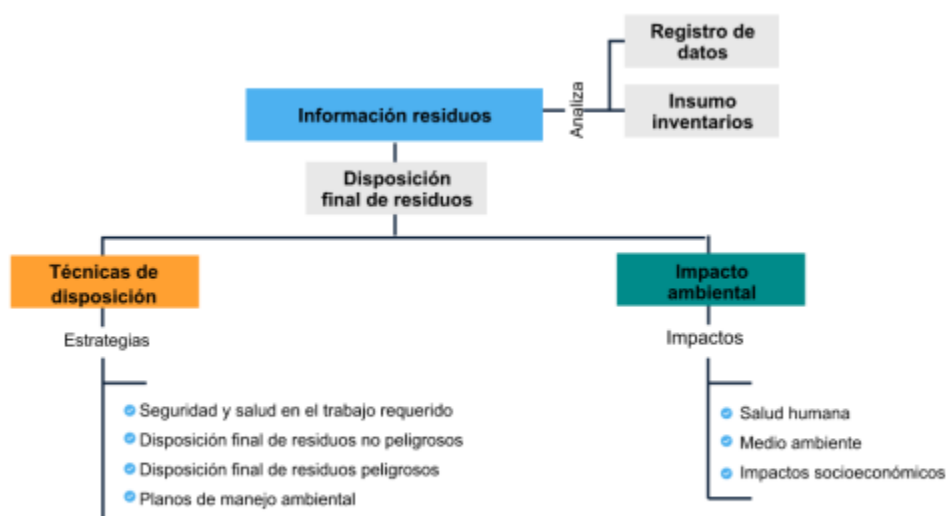 Registro de
datos
Información residuos
Analiza
Insumo
inventarios
Disposición
final de residuos
Técnicas de
disposición
Impacto
ambiental
Estrategias
Impactos
Seguridad y salud en el trabajo requerido
Disposición final de residuos no peligrosos
Disposición final de residuos peligrosos
Planos de manejo ambiental
Salud humana
Medio ambiente
Impactos socioeconómicos